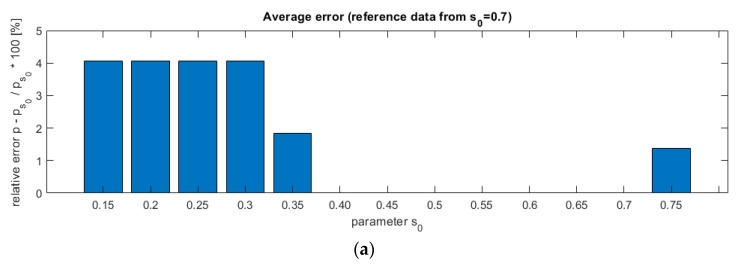 Average error (reference data from s0=0.7)
relative error p - ps0 / ps0 * 100 [%]
5
4
3
2
1
0
0.15 0.2 0.25 0.3 0.35 0.40 0.45 0.5 0.55 0.6 0.65 0.7 0.75
parameter s0
(a)